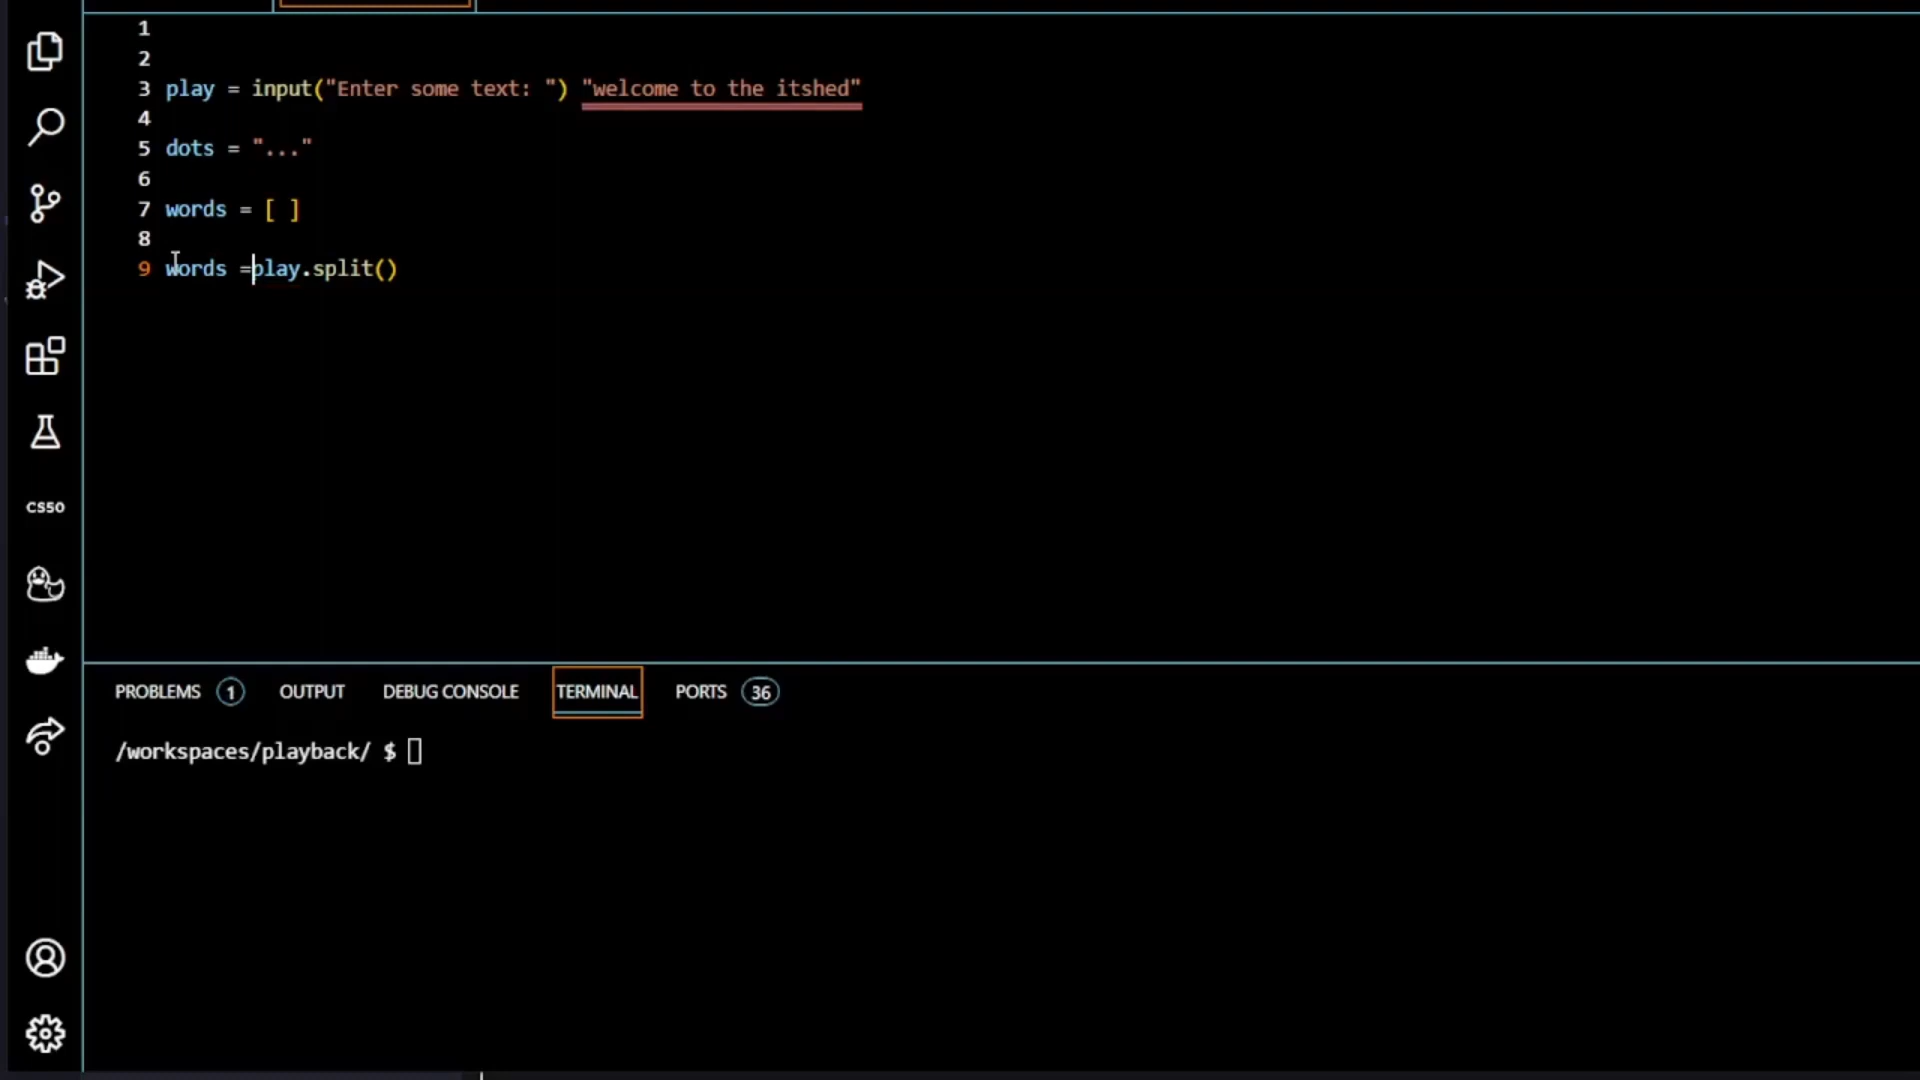 1
2
3 play = input("Enter some text: ") "welcome to the itshed"
4
5 dots = "..."
6
7 words = [ ]
8
9 words =play.split()
CS50
PROBLEMS 1 OUTPUT DEBUG CONSOLE TERMINAL PORTS 36
/workspaces/playback/ $